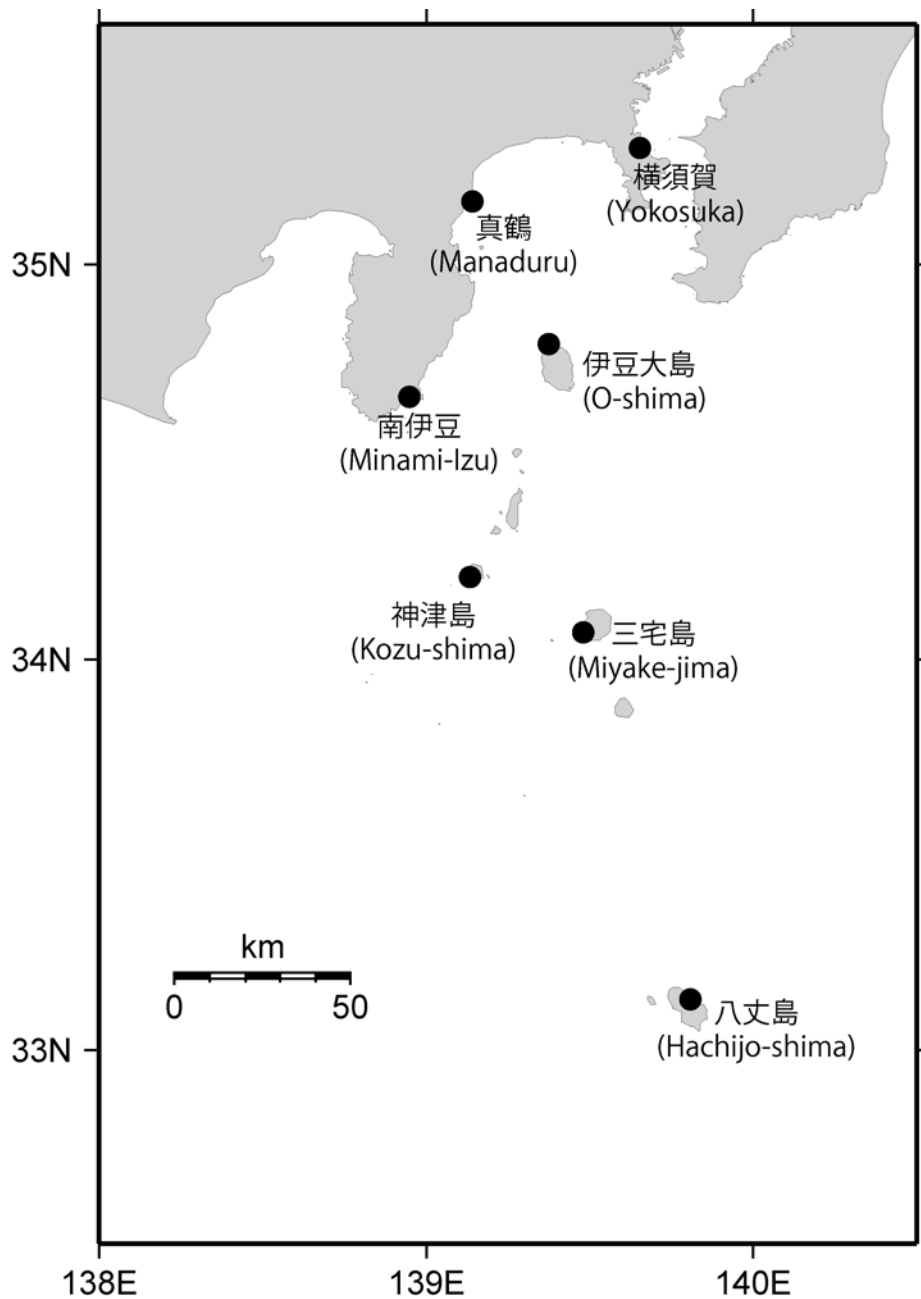 横須賀
(Yokosuka)
真鶴
(Manaduru)
35N
伊豆大島
(O-shima)
南伊豆
(Minami-Izu)
神津島
(Kozu-shima)
三宅島
(Miyake-jima)
34N
km
0
50
八丈島
(Hachijo-shima)
33N
138E
139E
140E